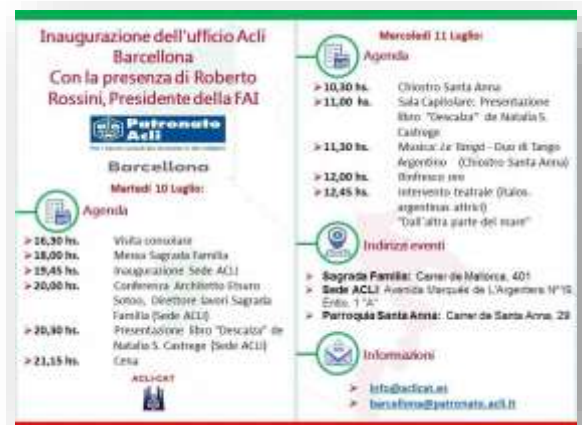 Inaugurazione dell'ufficio Acli
Barcellona
Con la presenza di Roberto
Rossini, Presidente della FAI
Patronato
Acli
Barcellona
Martedì 10 Luglio:
Agenda
➢ 16,30 hs. Visita consolare
➢ 18,00 hs. Messa Sagrada Familia
➢ 19,45 hs. Inaugurazione Sede ACLI
➢ 20,00 hs. Conferenza Architetto Etsuro
Sotoo, Direttore lavori Sagrada
Familia (Sede ACLI)
➢ 20,30 hs. Presentazione libro "Descalza" de
Natalia S. Castrege (Sede ACLI)
➢ 21,15 hs. Cena
ACLI-CAT
Mercoledì 11 Luglio:
Agenda
➢ 10,30 hs. Chiostro Santa Anna
➢ 11,00 hs. Sala Capitolare: Presentazione
libro "Descalza" de Natalia S.
Castrege
➢ 11,30 hs. Musica: Duo di Tango
Argentino (Chiostro Santa Anna)
➢ 12,00 hs. Rinfresco
➢ 12,45 hs. Intervento teatrale (italos-
argentinas attrici)
"Dall'altra parte del mare"
Indirizzi eventi
➢ Sagrada Familia: Carrer de Mallorca, 401
➢ Sede ACLI: Avenida Marqués de L'Argentera Nº19,
Entlo. 1 "A"
➢ Parroquia Santa Anna: Carrer de Santa Anna, 29
Informazioni
➢ info@aclicat.es
➢ barcellona@patronato.acli.it